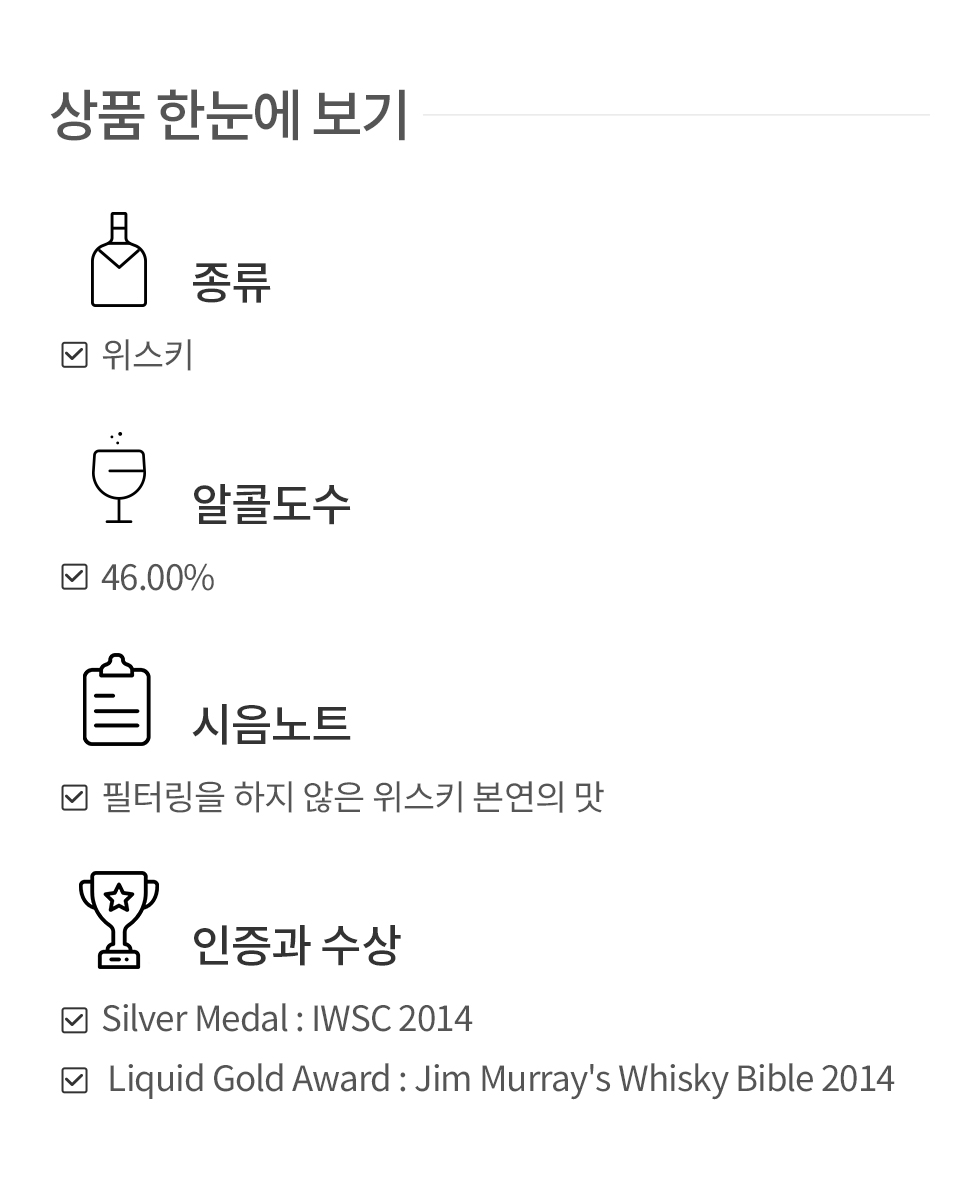 상품 한눈에 보기
종류
위스키
알콜도수
46.00%
시음노트
필터링을 하지 않은 위스키 본연의 맛
인증과 수상
Silver Medal : IWSC 2014
Liquid Gold Award : Jim Murray's Whisky Bible 2014